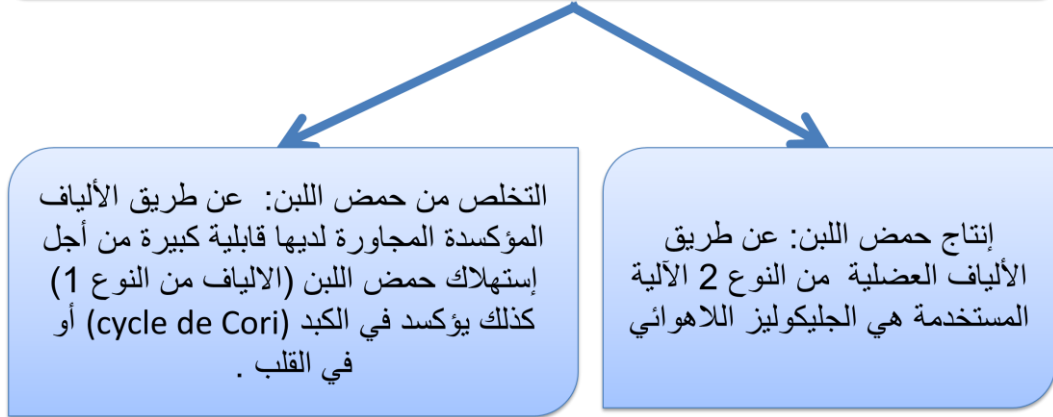 إنتاج حمض اللبن: عن طريق
الألياف العضلية من النوع 2 الآلية
المستخدمة هي الجليكوليز اللاهوائي
التخلص من حمض اللبن: عن طريق الألياف
المؤكسدة المجاورة لديها قابلية كبيرة من أجل
إستهلاك حمض اللبن (الالياف من النوع 1)
كذلك يؤكسد في الكبد (cycle de Cori) أو
في القلب .